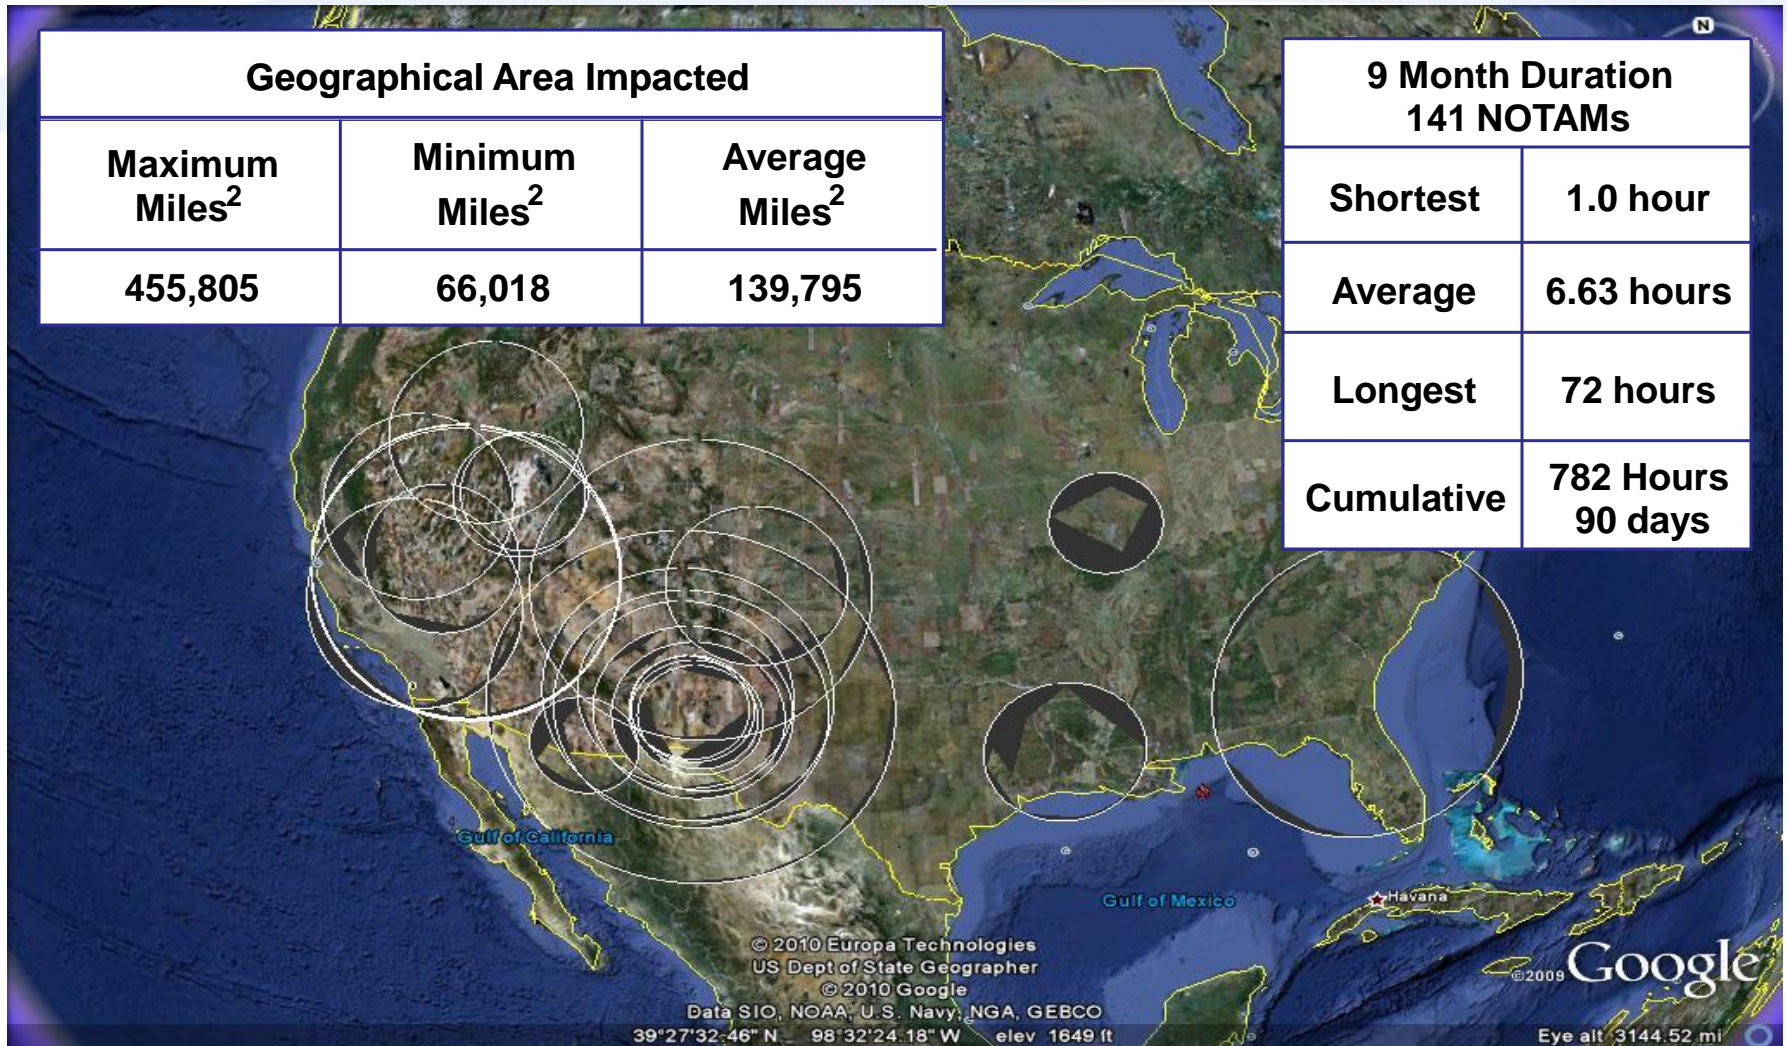 N
Geographical Area Impacted
Maximum
Miles2
Minimum
Miles2
Average
Miles2
455,805
66,018
139,795
9 Month Duration
141 NOTAMs
Shortest
1.0 hour
Average
6.63 hours
Longest
72 hours
Cumulative
782 Hours
90 days
Gulf of California
Gulf of Mexico
Havana
© 2010 Europa Technologies
US Dept of State Geographer
© 2010 Google
Data SIO, NOAA, U.S. Navy, NGA, GEBCO
©2009 Google
39°27'32.46" N 98°32'24.18" W elev 1649 ft
Eye alt 3144.52 mi